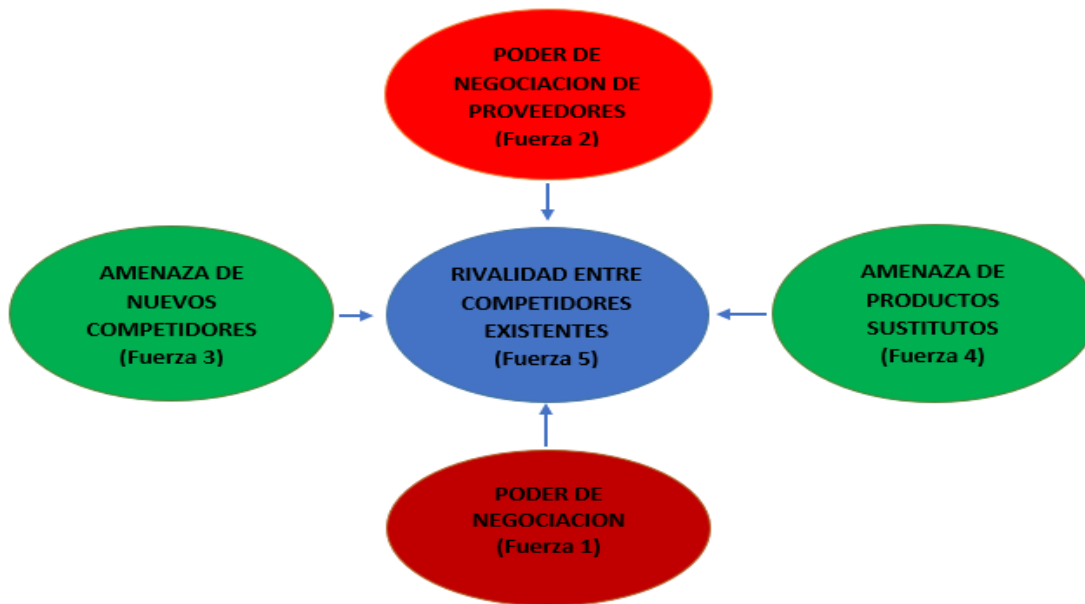 PODER DE
NEGOCIACION DE
PROVEEDORES
(Fuerza 2)
AMENAZA DE
NUEVOS
COMPETIDORES
(Fuerza 3)
RIVALIDAD ENTRE
COMPETIDORES
EXISTENTES
(Fuerza 5)
AMENAZA DE
PRODUCTOS
SUSTITUTOS
(Fuerza 4)
PODER DE
NEGOCIACION
(Fuerza 1)